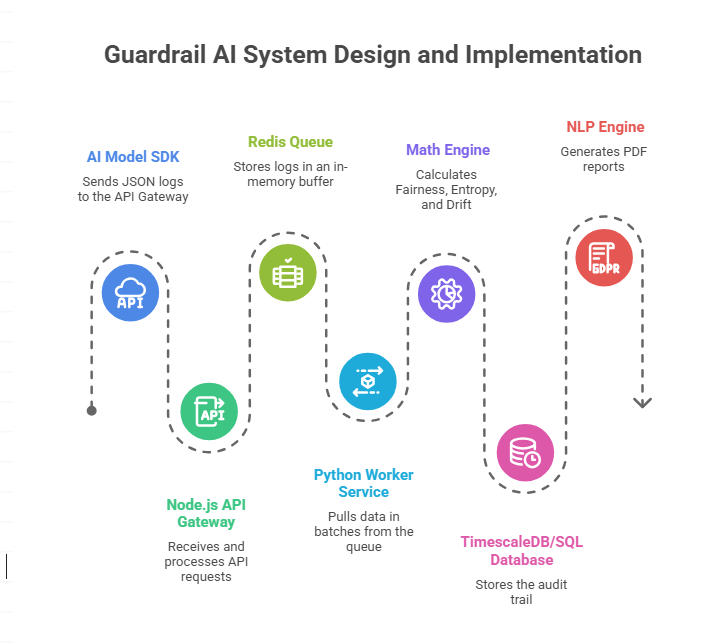 Guardrail AI System Design and Implementation
AI Model SDK
Sends JSON logs
to the API Gateway
API
Node.js API
Gateway
Receives and
processes API
requests
API
Redis Queue
Stores logs in an in-
memory buffer
Python Worker
Service
Pulls data in
batches from the
queue
Math Engine
Calculates
Fairness, Entropy,
and Drift
TimescaleDB/SQL
Database
Stores the audit
trail
NLP Engine
Generates PDF
reports
GDPR